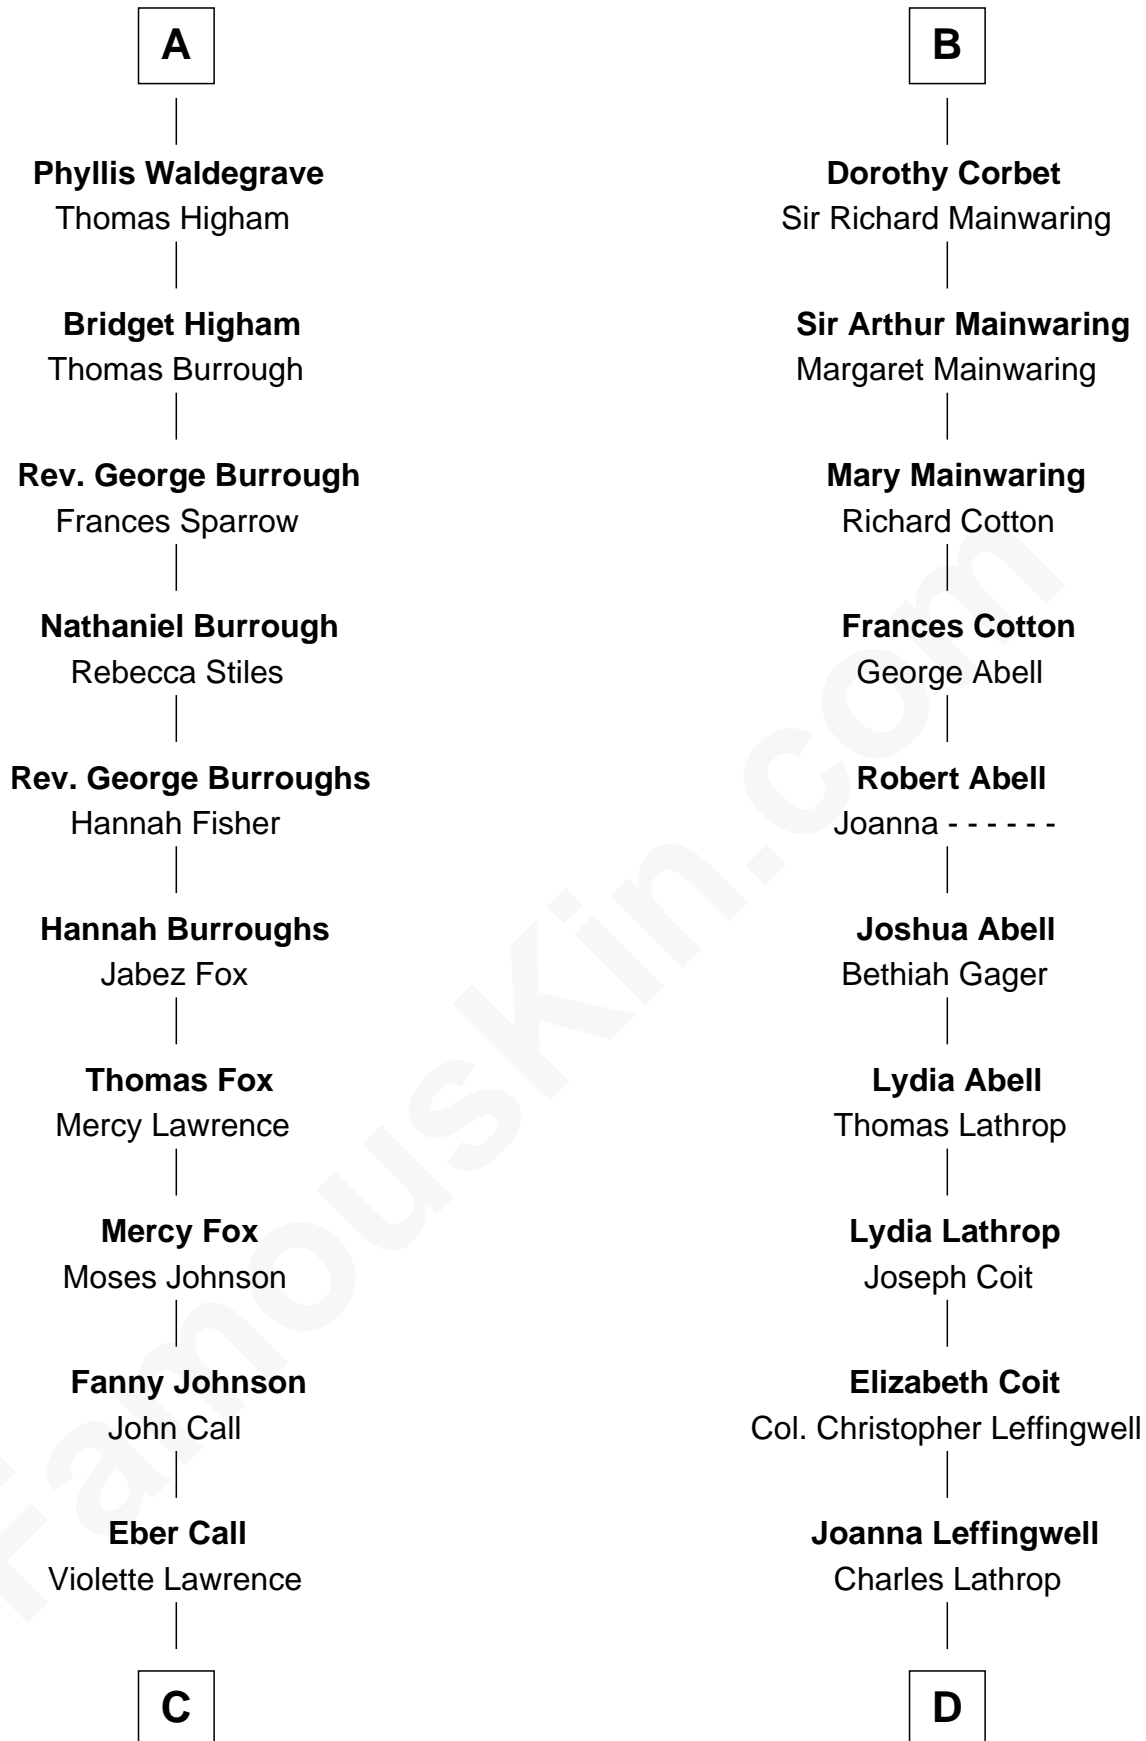 A
Phyllis Waldegrave
Thomas Higham
Bridget Higham
Thomas Burrough
Rev. George Burrough
Frances Sparrow
Nathaniel Burrough
Rebecca Stiles
Rev. George Burroughs
Hannah Fisher
Hannah Burroughs
Jabez Fox
Thomas Fox
Mercy Lawrence
Mercy Fox
Moses Johnson
Fanny Johnson
John Call
Eber Call
Violette Lawrence
C
B
Dorothy Corbet
Sir Richard Mainwaring
Sir Arthur Mainwaring
Margaret Mainwaring
Mary Mainwaring
Richard Cotton
Frances Cotton
George Abell
Robert Abell
Joanna - - - - - -
Joshua Abell
Bethiah Gager
Lydia Abell
Thomas Lathrop
Lydia Lathrop
Joseph Coit
Elizabeth Coit
Col. Christopher Leffingwell
Joanna Leffingwell
Charles Lathrop
D
FamousKin.com